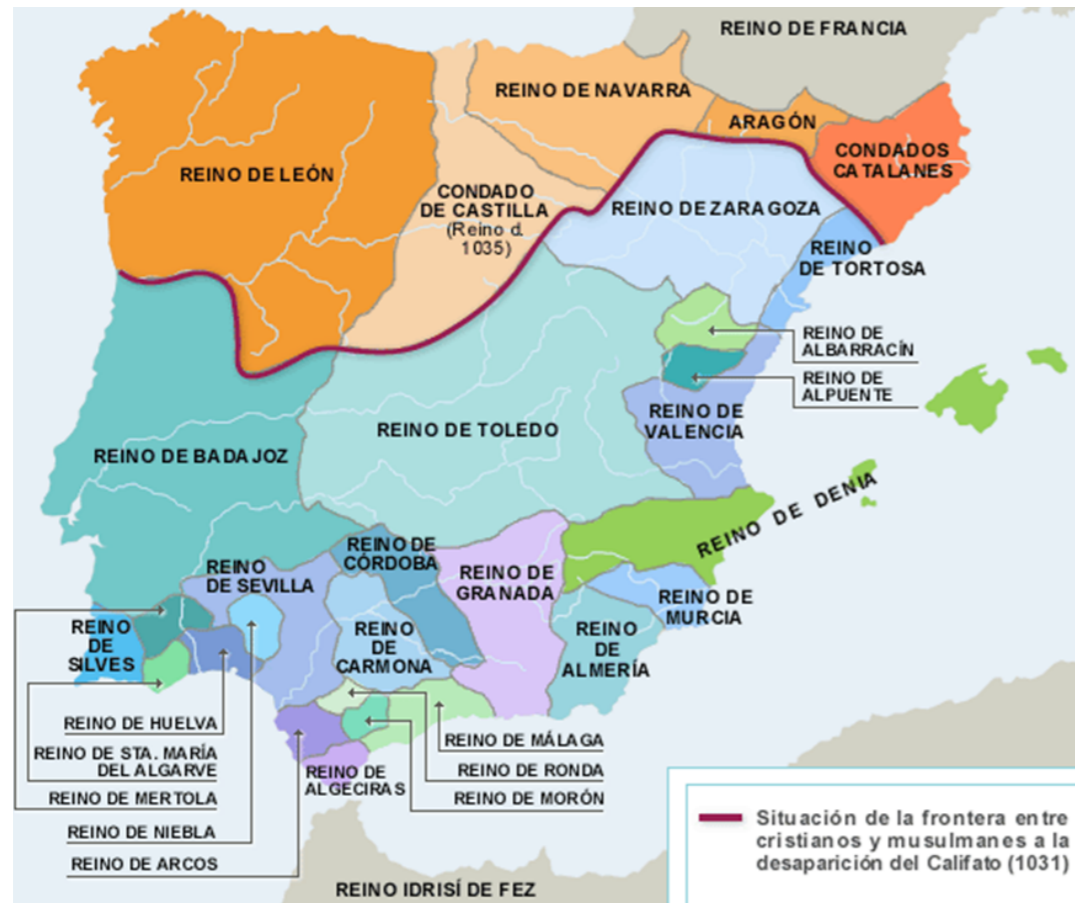 REINO DE FRANCIA
REINO DE NAVARRA
ARAGÓN
CONDADOS
CATALANES
REINO DE LEÓN
CONDADO
DE CASTILLA
(Reino d.
1035)
REINO DE ZARAGOZA
REINO
DE TORTOSA
REINO DE
ALBARRACÍN
REINO DE
ALPUENTE
REINO DE
VALENCIA
REINO DE TOLEDO
REINO DE BADAJOZ
REINO DE DENIA
REINO DE
CÓRDOBA
REINO
DE SEVILLA
REINO DE
GRANADA
REINO DE
MURCIA
REINO
DE
SILVES
REINO
DE
CARMONA
REINO
DE
ALMERÍA
REINO DE HUELVA
REINO DE STA. MARÍA
DEL ALGARVE
REINO DE MERTOLA
REINO DE NIEBLA
REINO DE ARCOS
REINO DE
ALGECIRAS
REINO DE MÁLAGA
REINO DE RONDA
REINO DE MORÓN
REINO IDRISÍ DE FEZ
Situación de la frontera entre
cristianos y musulmanes a la
desaparición del Califato (1031)